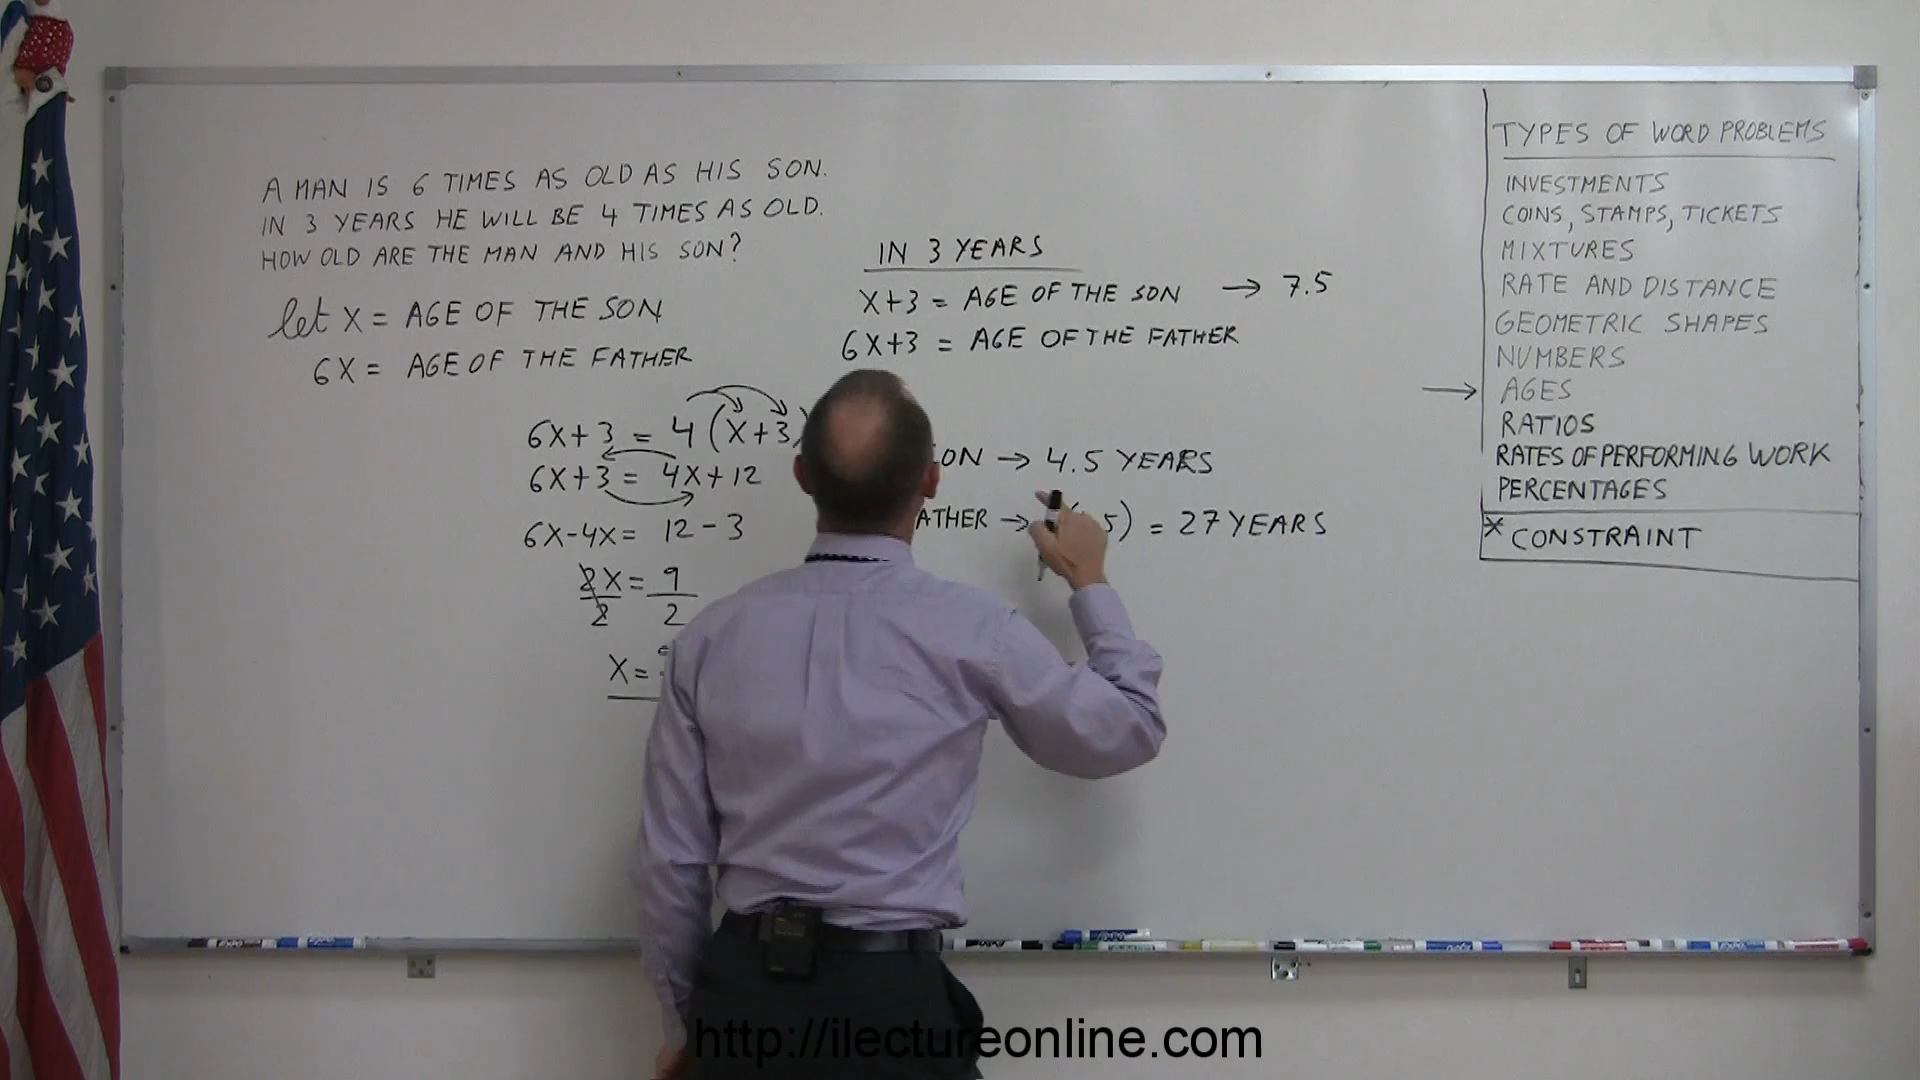 A MAN IS 6 TIMES AS OLD AS HIS SON.
IN 3 YEARS HE WILL BE 4 TIMES AS OLD.
HOW OLD ARE THE MAN AND HIS SON?
let X = AGE OF THE SON
6X = AGE OF THE FATHER
6X+3 = 4(X+3)
6X+3 = 4X+12
6X-4X = 12-3
2X = 9
2 2
X =
IN 3 YEARS
X+3 = AGE OF THE SON → 7.5
6X+3 = AGE OF THE FATHER
ON → 4.5 YEARS
ATHER → 5) = 27 YEARS
TYPES OF WORD PROBLEMS
INVESTMENTS
COINS, STAMPS, TICKETS
MIXTURES
RATE AND DISTANCE
GEOMETRIC SHAPES
NUMBERS
→ AGES
RATIOS
RATES OF PERFORMING WORK
PERCENTAGES
* CONSTRAINT
http://ilectureonline.com